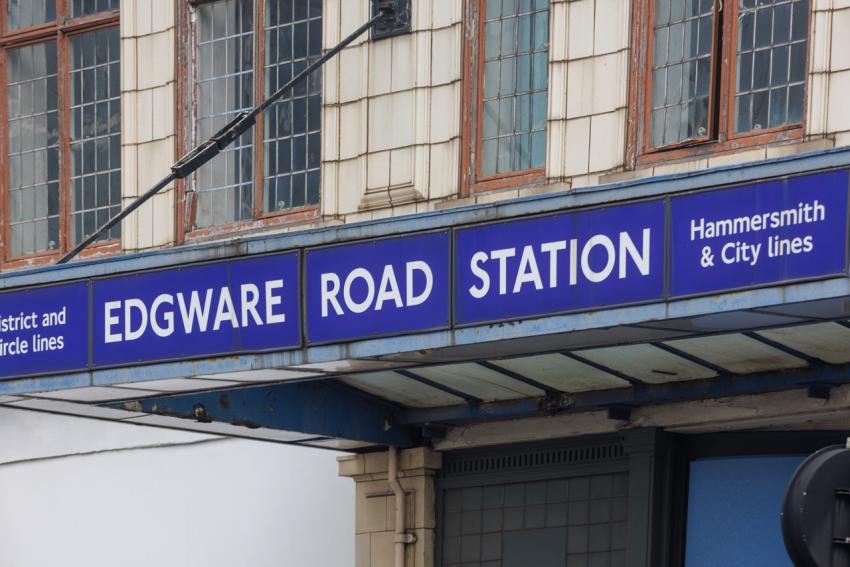 istrict and
ircle lines
EDGWARE ROAD STATION
Hammersmith
& City lines